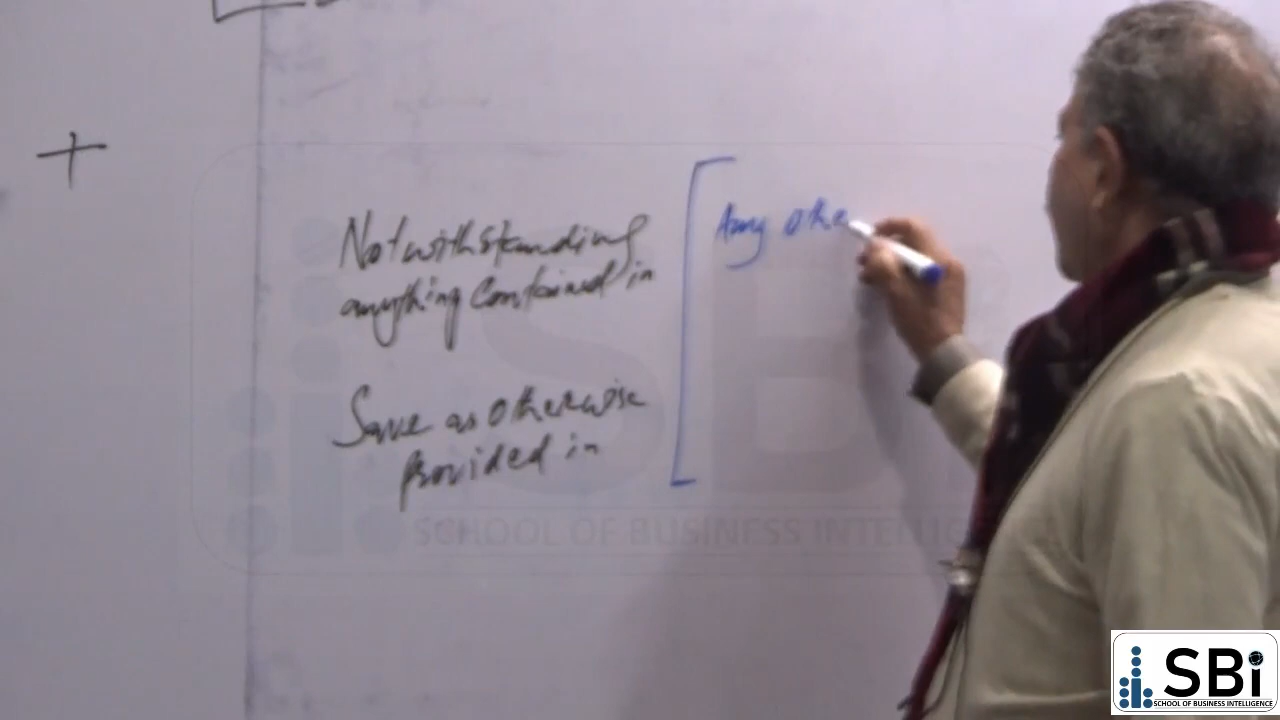 Notwithstanding
anything Contained in
Save as otherwise
provided in
Any othe
SCHOOL OF BUSINESS INTELLIGENCE
SBi
SCHOOL OF BUSINESS INTELLIGENCE